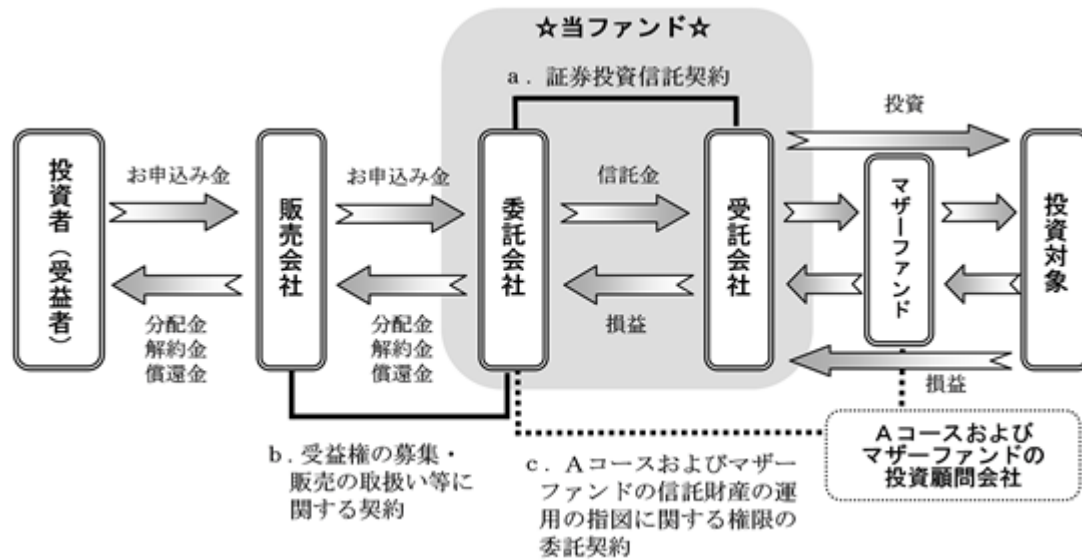 ☆当ファンド☆
a．証券投資信託契約
投資
投資者（受益者）
お申込み金
販売会社
お申込み金
委託会社
信託金
受託会社
マザーファンド
投資対象
分配金
解約金
償還金
分配金
解約金
償還金
損益
損益
b．受益権の募集・
販売の取扱い等に
関する契約
c．Aコースおよびマザー
ファンドの信託財産の運
用の指図に関する権限の
委託契約
Aコースおよび
マザーファンドの
投資顧問会社